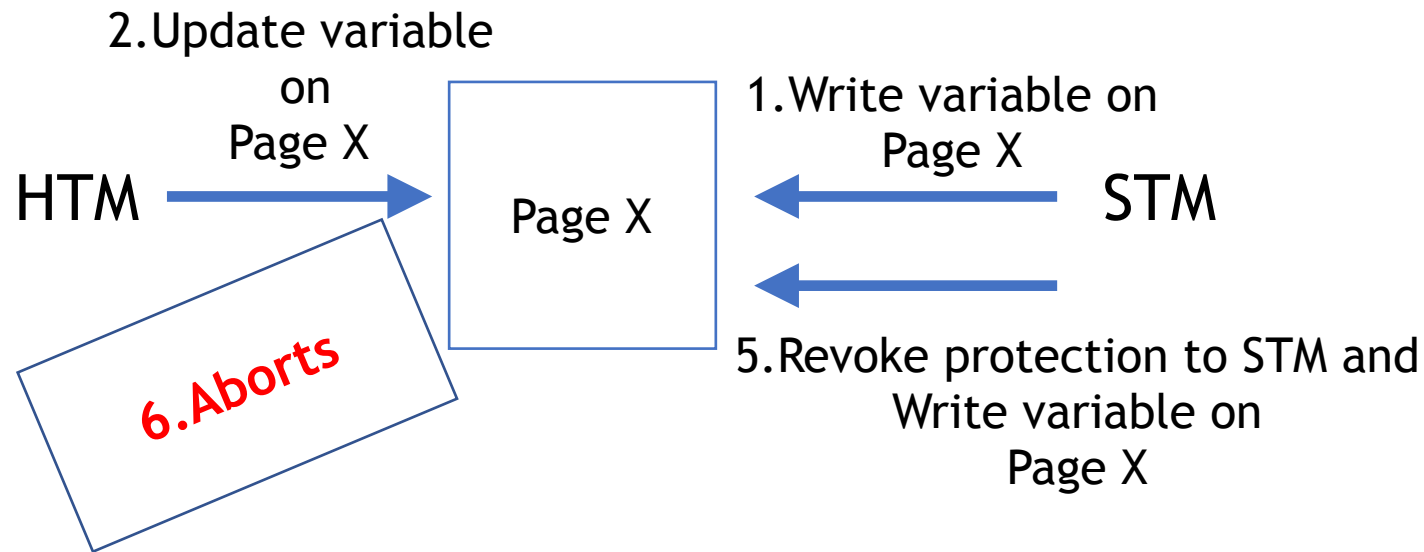 2.Update variable
on
Page X
HTM
Page X
1.Write variable on
Page X
STM
5.Revoke protection to STM and
Write variable on
Page X
6.Aborts